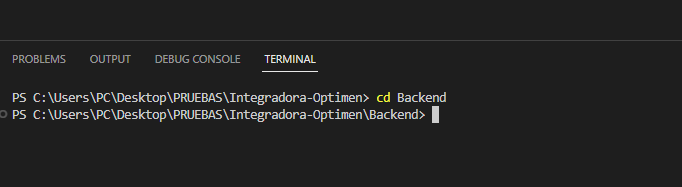 PROBLEMS OUTPUT DEBUG CONSOLE TERMINAL
PS C:\Users\PC\Desktop\PRUEBAS\Integradora-Optimen> cd Backend
PS C:\Users\PC\Desktop\PRUEBAS\Integradora-Optimen\Backend>